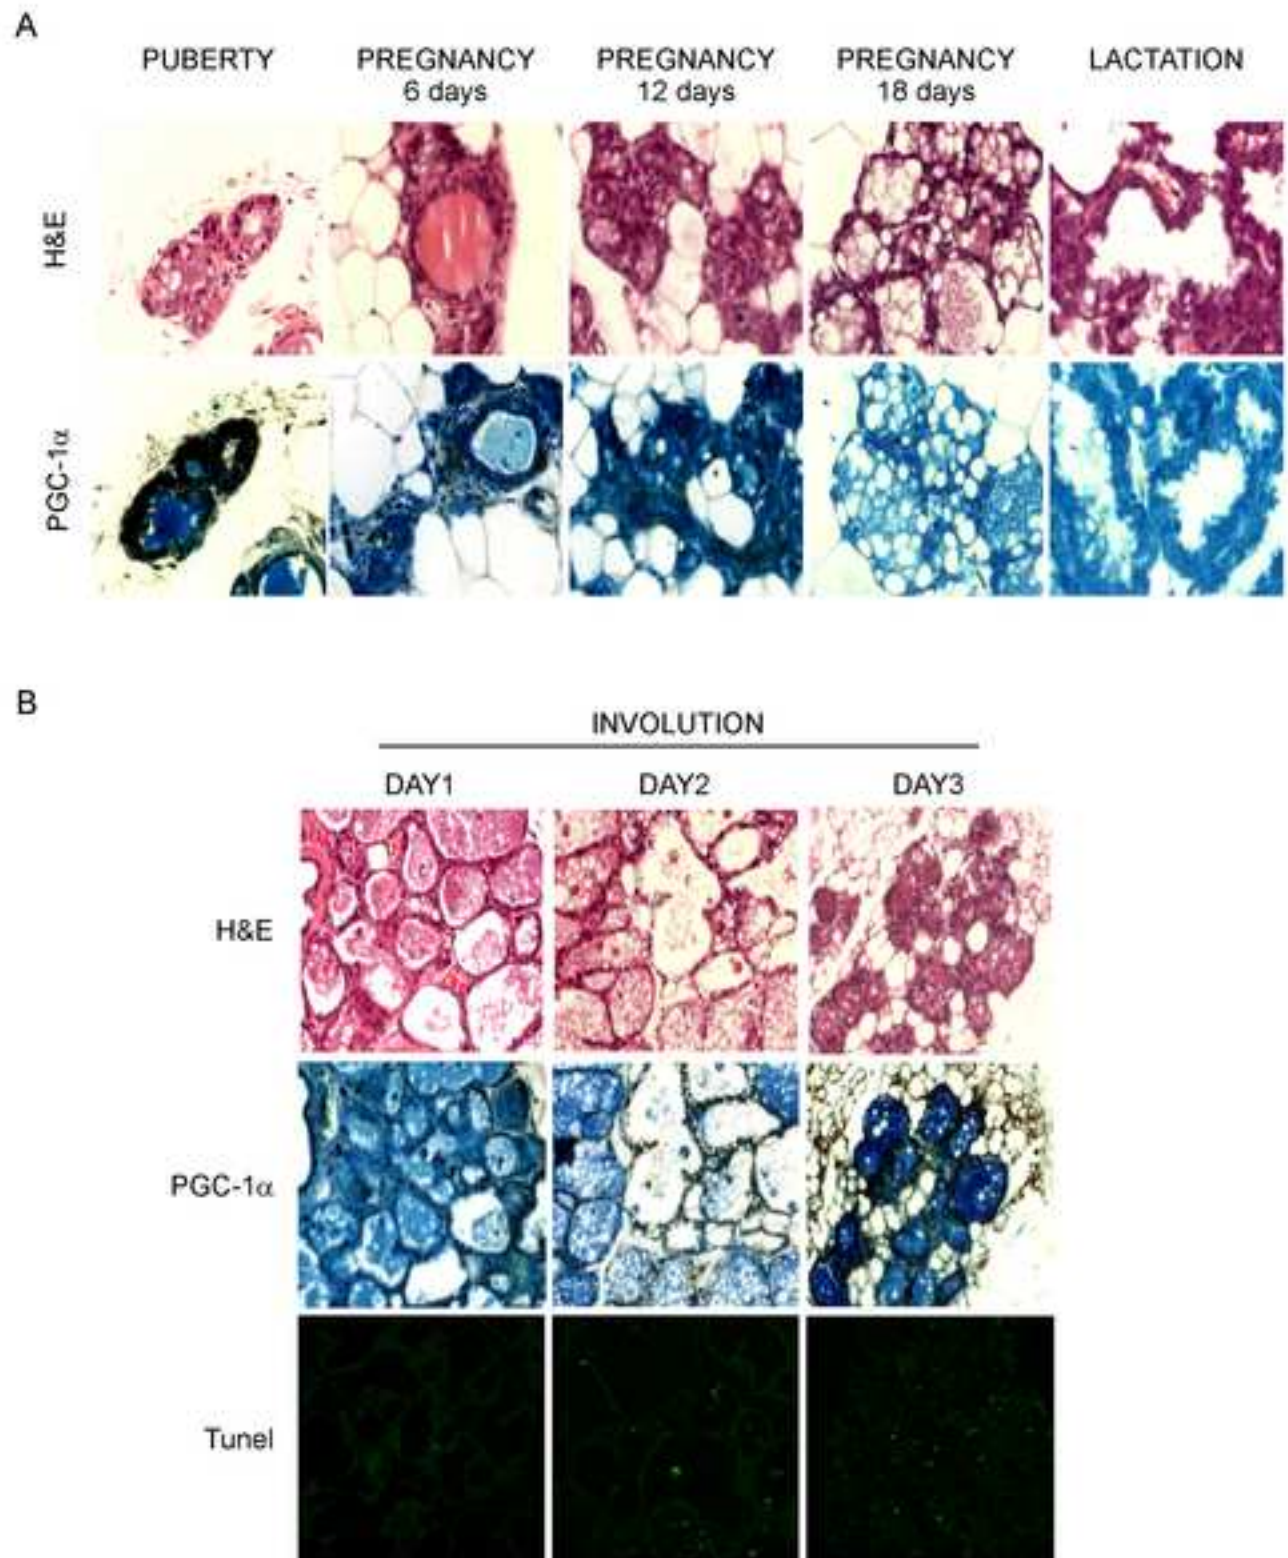 A
PUBERTY
PREGNANCY
6 days
PREGNANCY
12 days
PREGNANCY
18 days
LACTATION
H&E
PGC-1α
B
INVOLUTION
DAY1
DAY2
DAY3
H&E
PGC-1α
Tunel